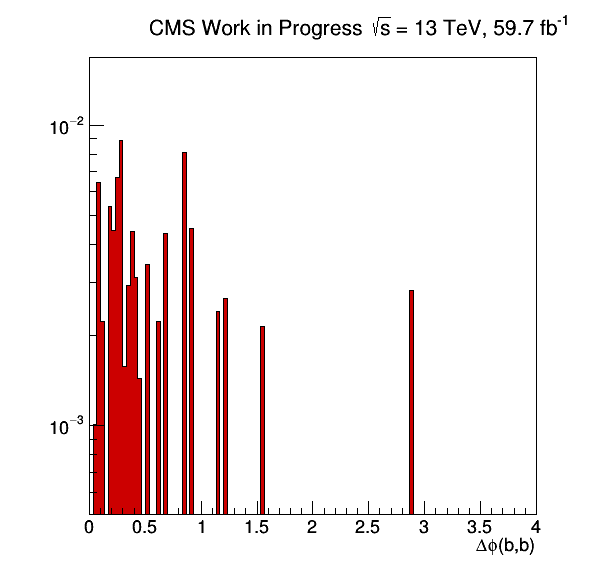 CMS Work in Progress √s = 13 TeV, 59.7 fb⁻¹
10⁻²
10⁻³
0 0.5 1 1.5 2 2.5 3 3.5 4
Δϕ(b,b)